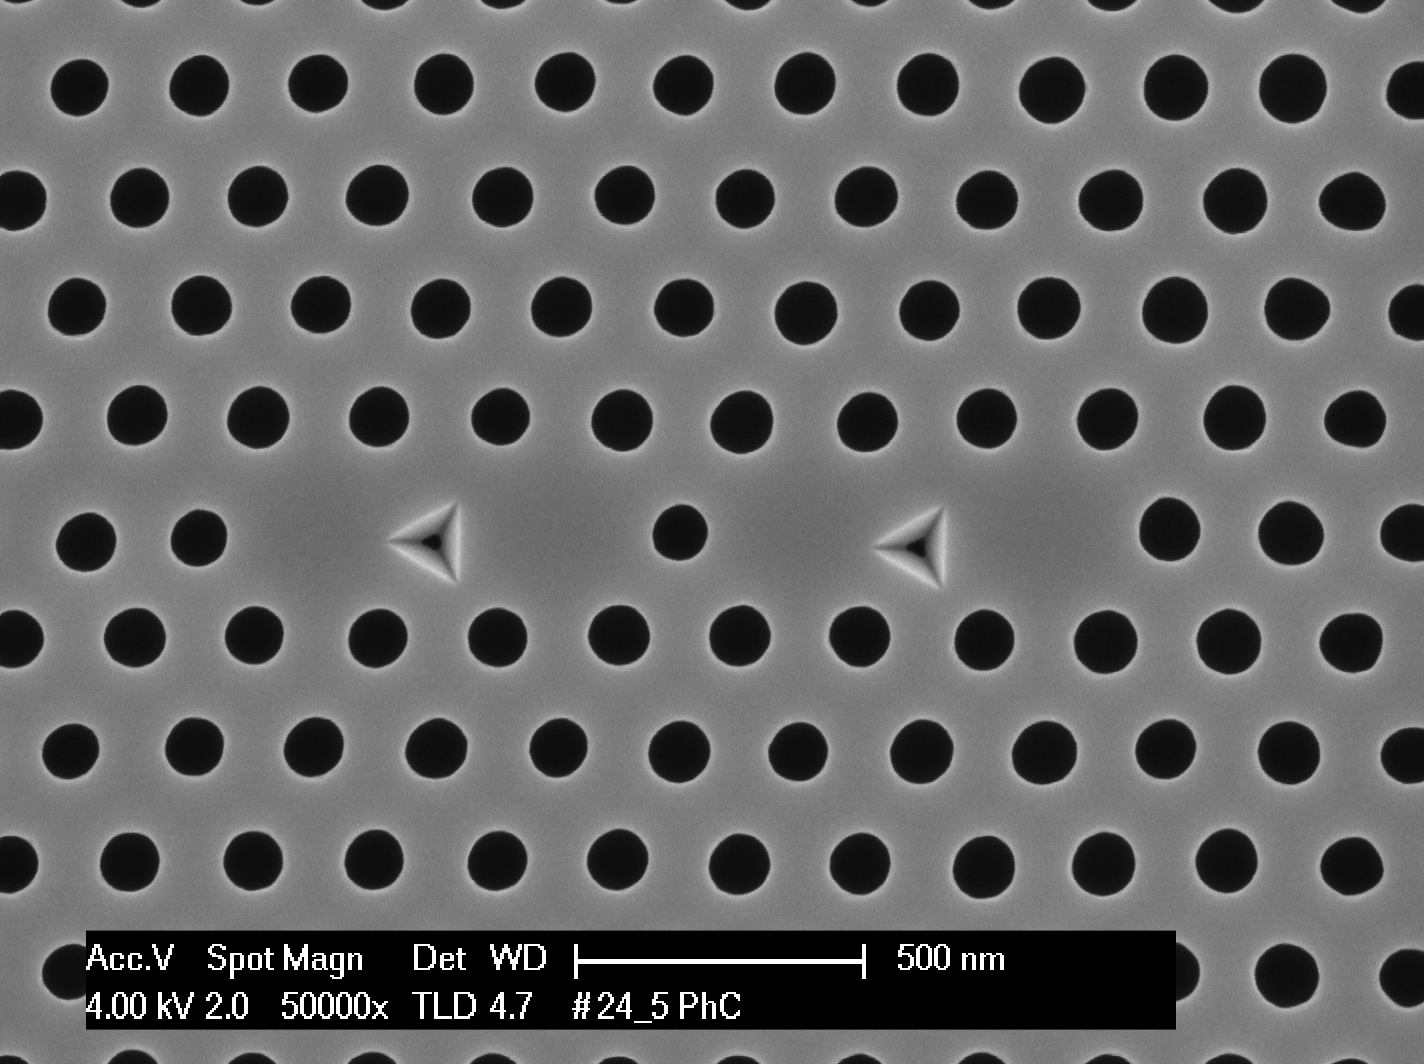 Acc.V Spot Magn Det WD 500 nm
4.00 kV 2.0 50000x TLD 4.7 #24_5 PhC